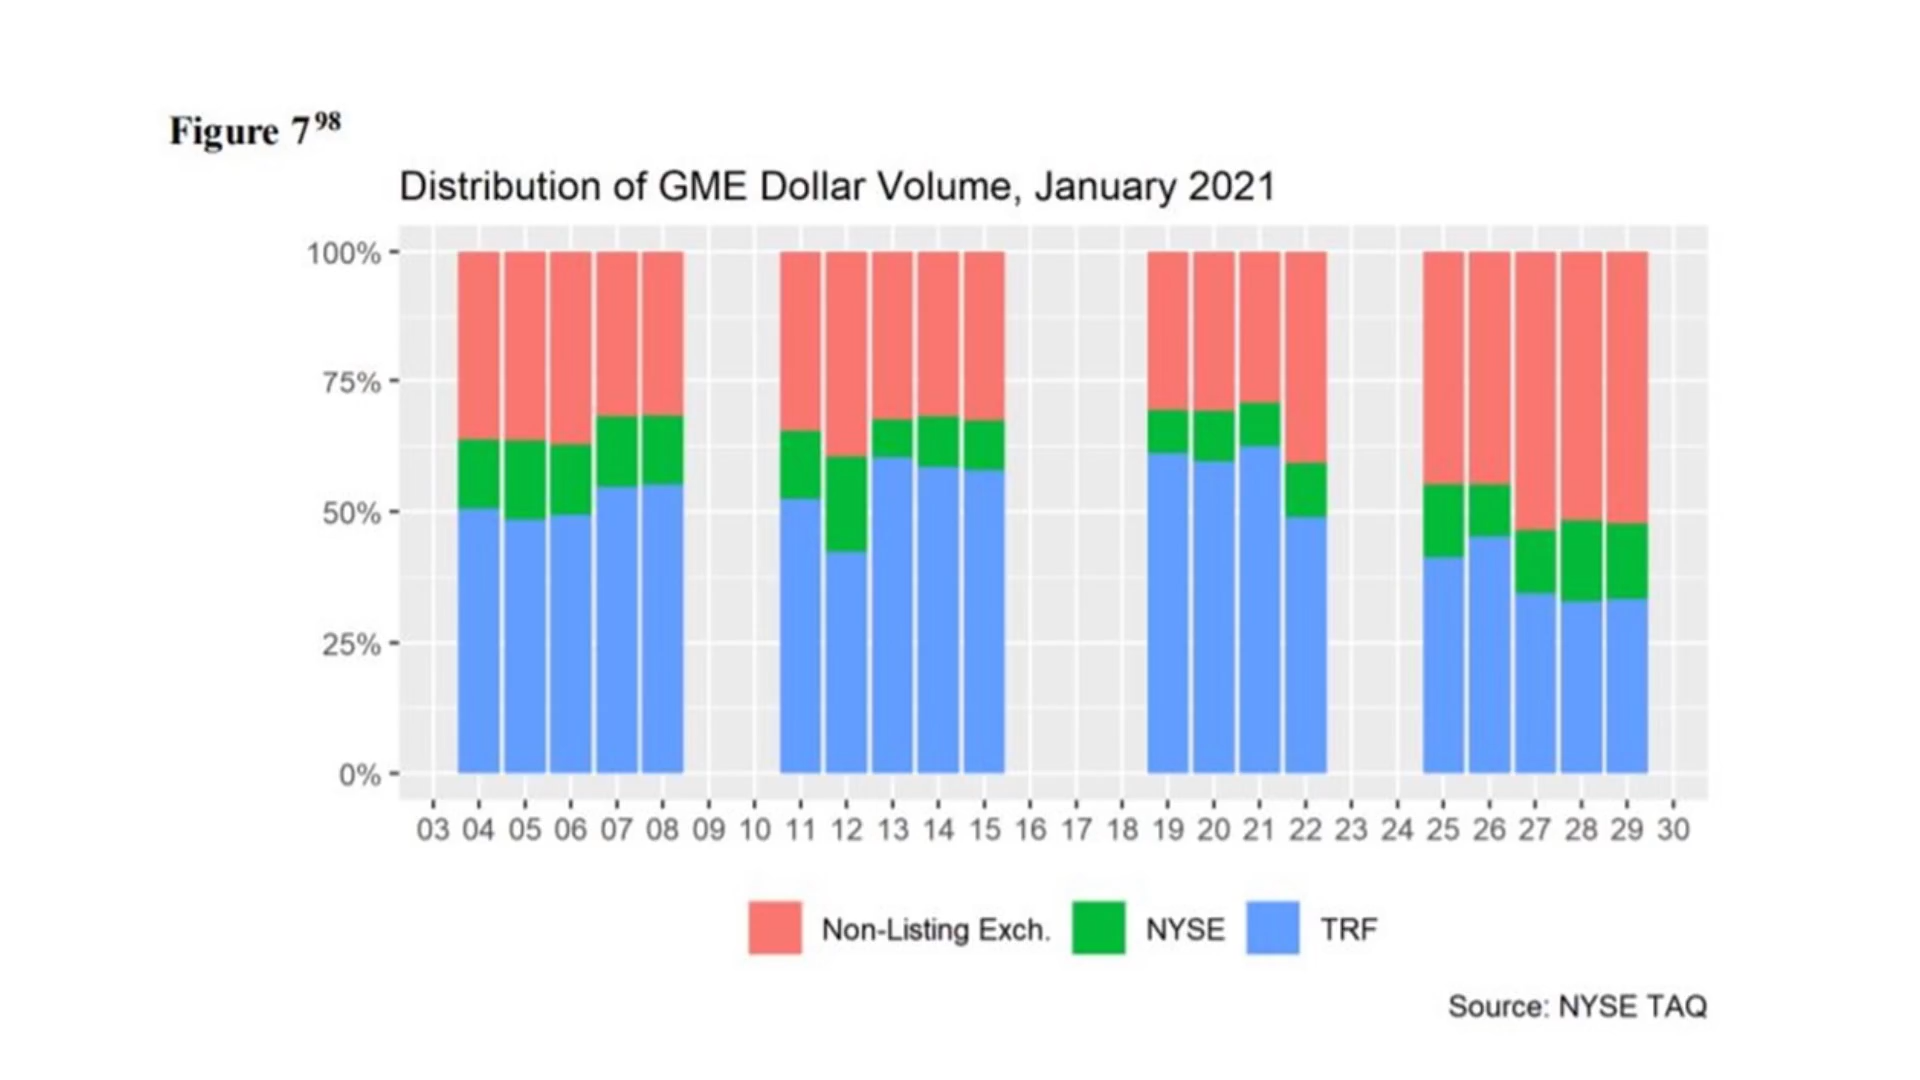 Figure 7⁹⁸
Distribution of GME Dollar Volume, January 2021
100%
75%
50%
25%
0%
03 04 05 06 07 08 09 10 11 12 13 14 15 16 17 18 19 20 21 22 23 24 25 26 27 28 29 30
Non-Listing Exch. NYSE TRF
Source: NYSE TAQ